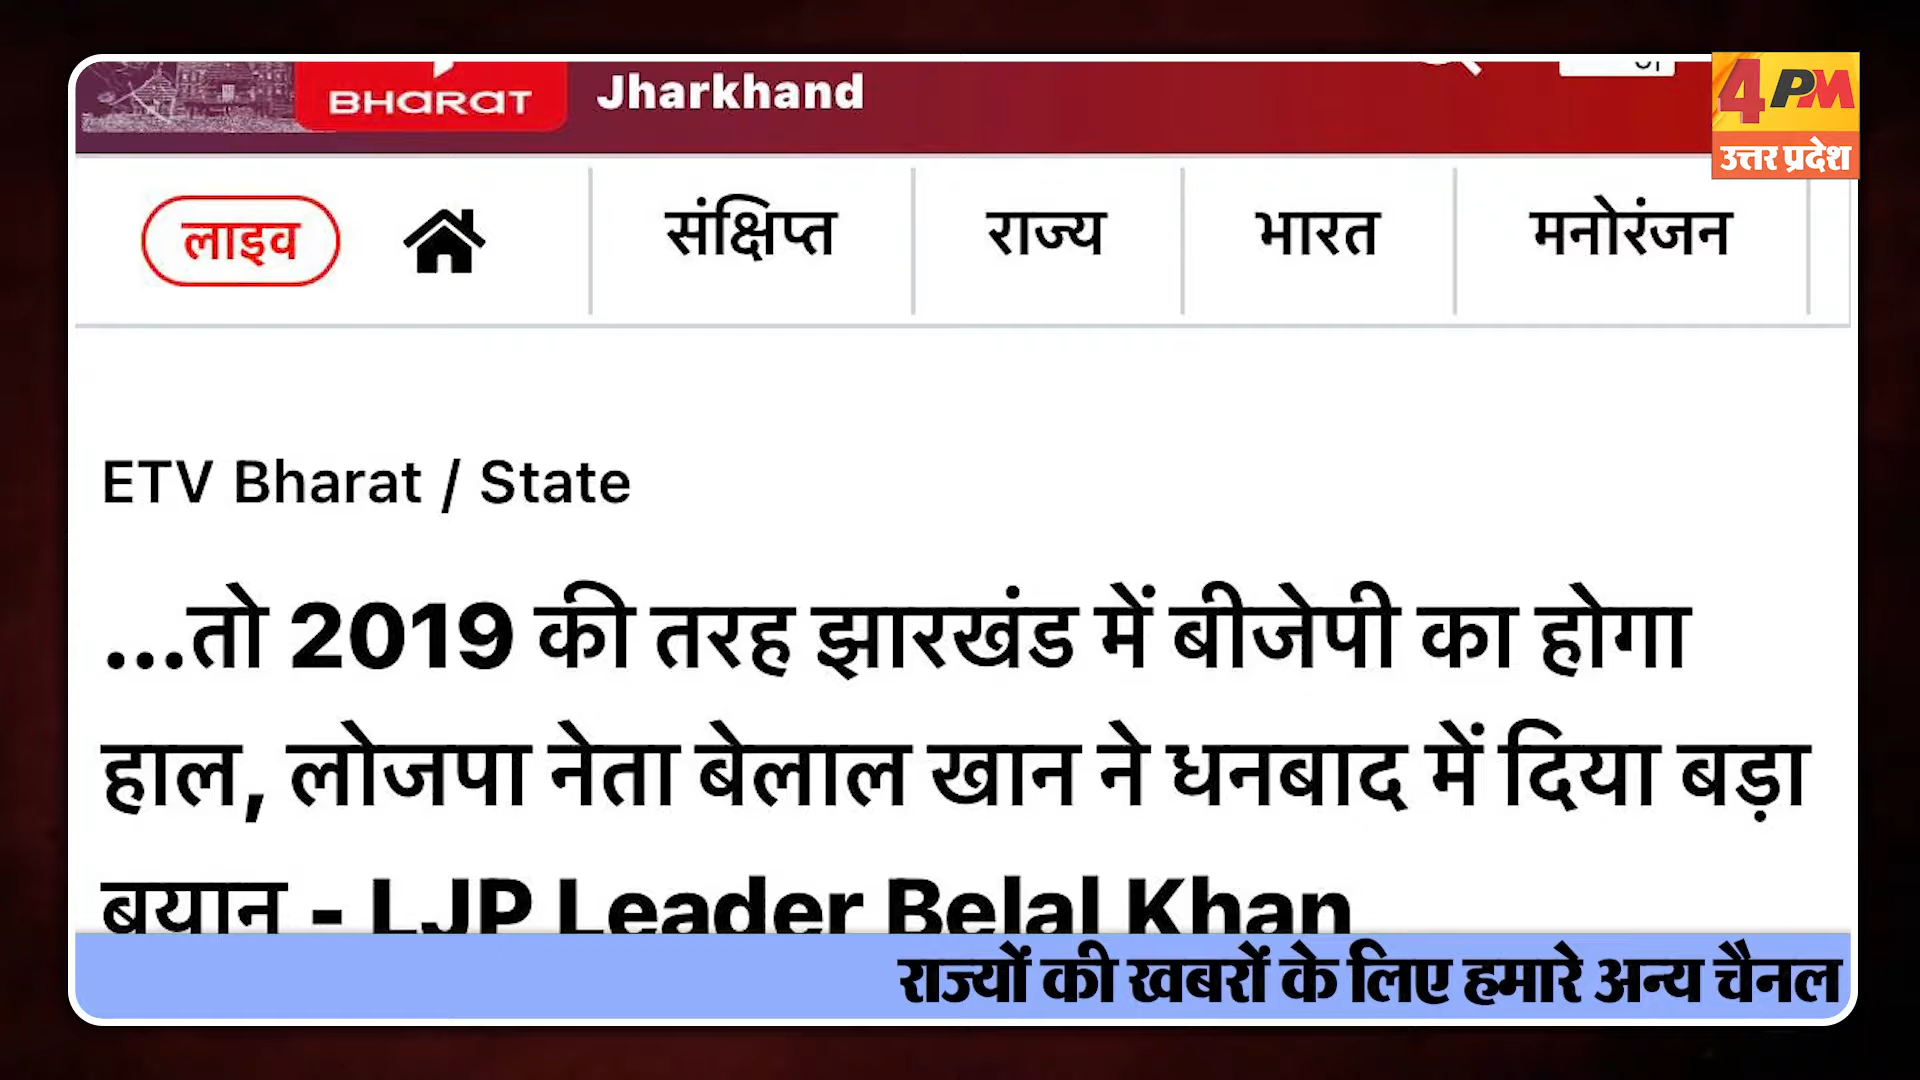 BHARAT
Jharkhand
4PM
उत्तर प्रदेश
लाइव
संक्षिप्त
राज्य
भारत
मनोरंजन
ETV Bharat / State
...तो 2019 की तरह झारखंड में बीजेपी का होगा
हाल, लोजपा नेता बेलाल खान ने धनबाद में दिया बड़ा
बयान - LJP Leader Belal Khan
राज्यों की खबरों के लिए हमारे अन्य चैनल